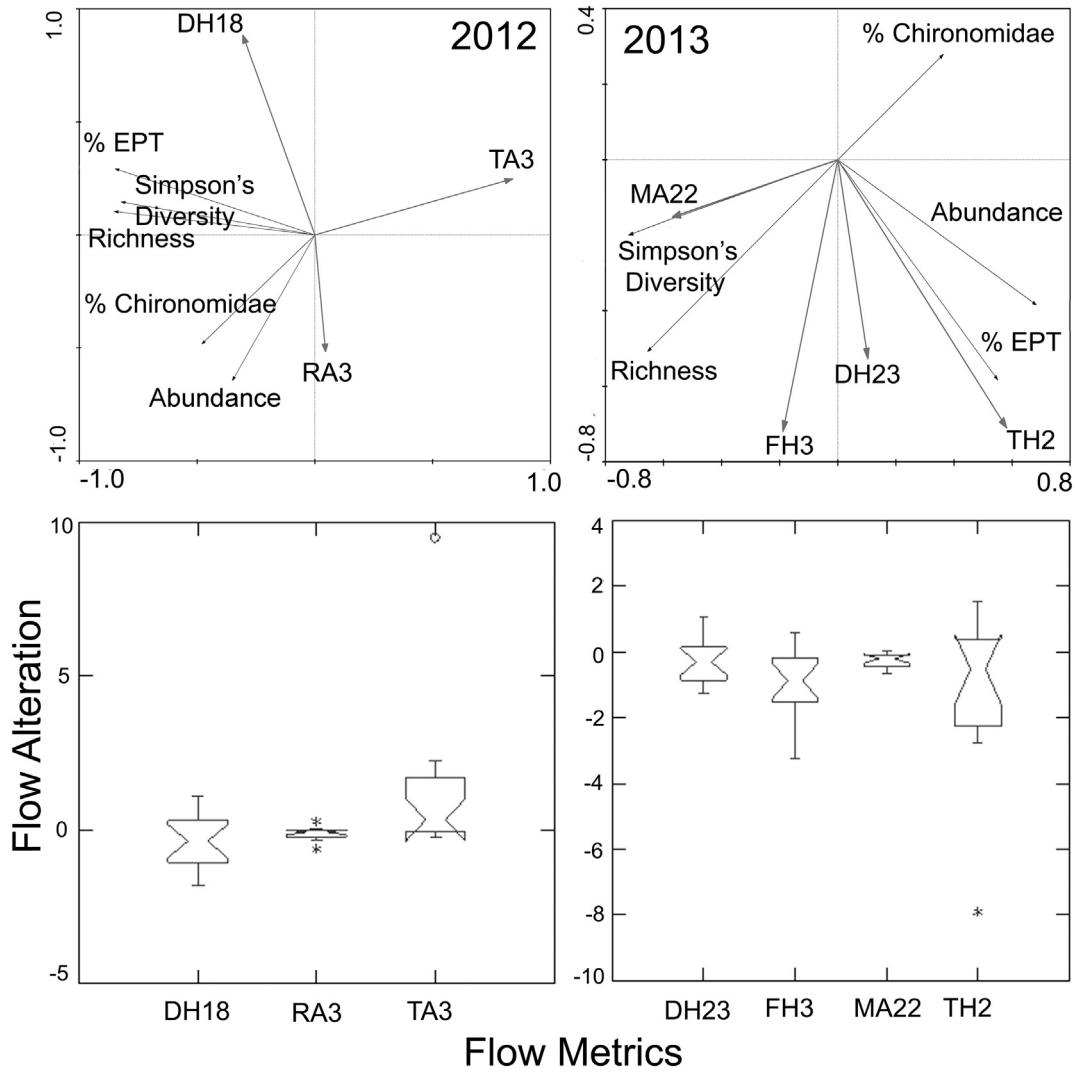 1.0
DH18
2012
% EPT
TA3
Simpson's
Diversity
Richness
% Chironomidae
RA3
Abundance
-1.0
-1.0
1.0
0.4
2013
% Chironomidae
MA22
Abundance
Simpson's
Diversity
% EPT
Richness
DH23
FH3
TH2
-0.8
-0.8
0.8
Flow Alteration
10
5
0
-5
DH18
RA3
TA3
4
2
0
-2
-4
-6
-8
-10
DH23
FH3
MA22
TH2
Flow Metrics